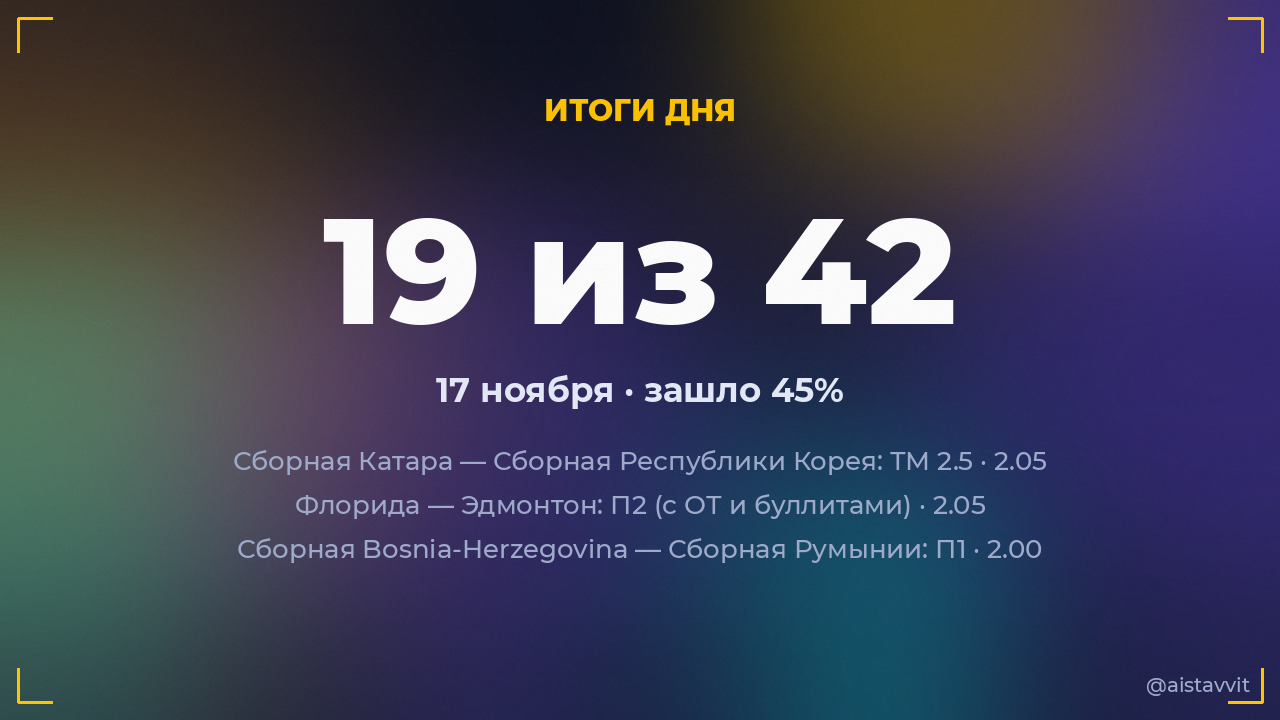 ИТОГИ ДНЯ
19 из 42
17 ноября · зашло 45%
Сборная Катара — Сборная Республики Корея: ТМ 2.5 · 2.05
Флорида — Эдмонтон: П2 (с ОТ и буллитами) · 2.05
Сборная Bosnia-Herzegovina — Сборная Румынии: П1 · 2.00
@aistavvit